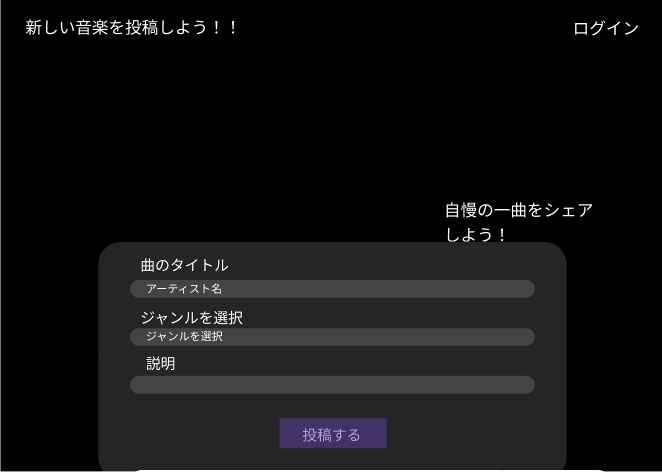 新しい音楽を投稿しよう！！
ログイン
自慢の一曲をシェア
しよう！
曲のタイトル
アーティスト名
ジャンルを選択
ジャンルを選択
説明
投稿する